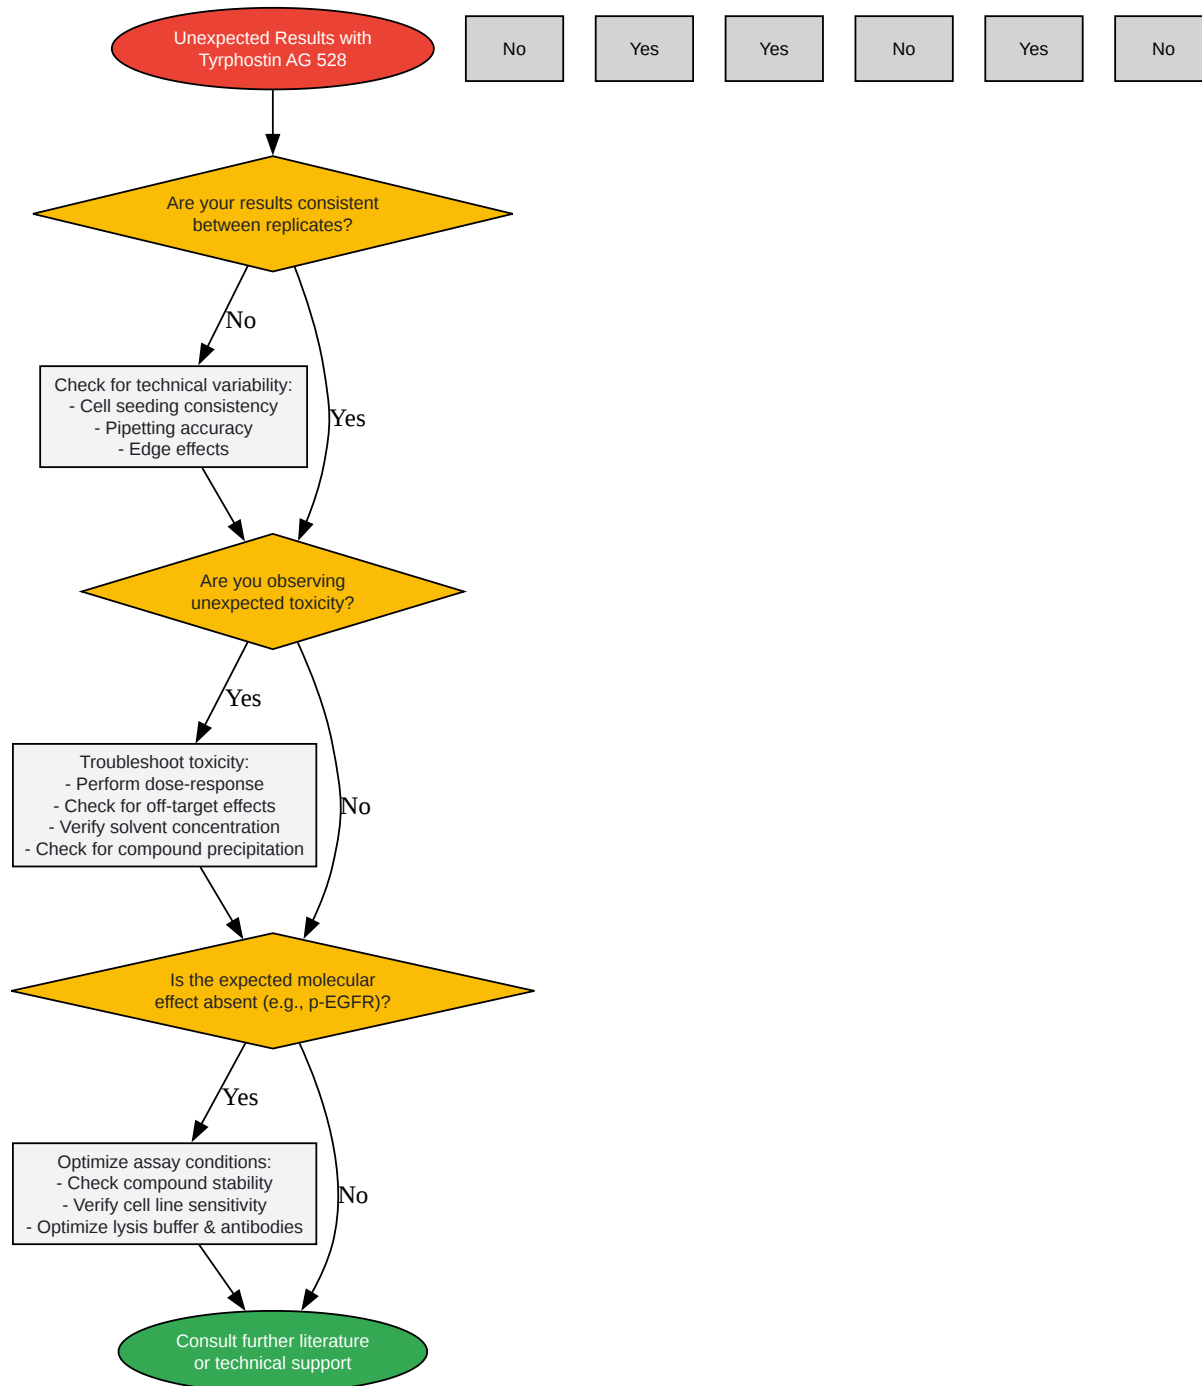 Unexpected Results with
Tyrphostin AG 528
No
Yes
Yes
No
Yes
No
Are your results consistent
between replicates?
No
Check for technical variability:
- Cell seeding consistency
- Pipetting accuracy
- Edge effects
Yes
Are you observing
unexpected toxicity?
Yes
Troubleshoot toxicity:
- Perform dose-response
- Check for off-target effects
- Verify solvent concentration
- Check for compound precipitation
No
Is the expected molecular
effect absent (e.g., p-EGFR)?
Yes
Optimize assay conditions:
- Check compound stability
- Verify cell line sensitivity
- Optimize lysis buffer & antibodies
No
Consult further literature
or technical support